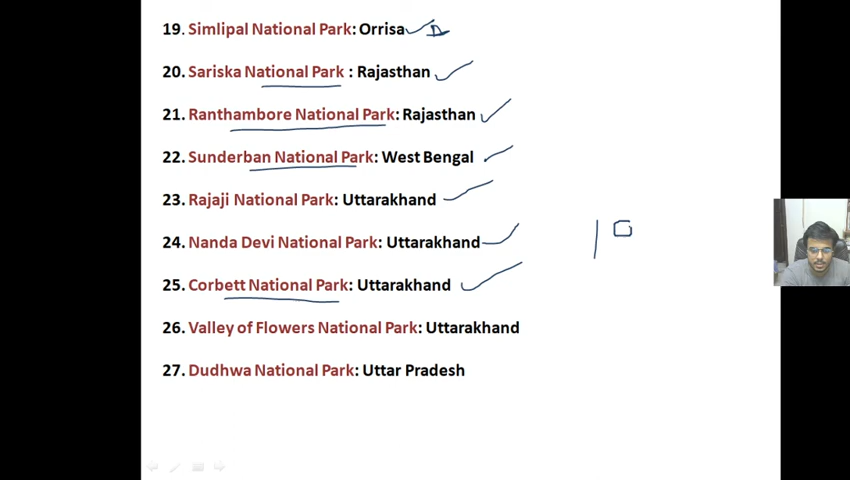 19. Simlipal National Park: Orrisa
20. Sariska National Park : Rajasthan
21. Ranthambore National Park: Rajasthan
22. Sunderban National Park: West Bengal
23. Rajaji National Park: Uttarakhand
24. Nanda Devi National Park: Uttarakhand
25. Corbett National Park: Uttarakhand
26. Valley of Flowers National Park: Uttarakhand
27. Dudhwa National Park: Uttar Pradesh